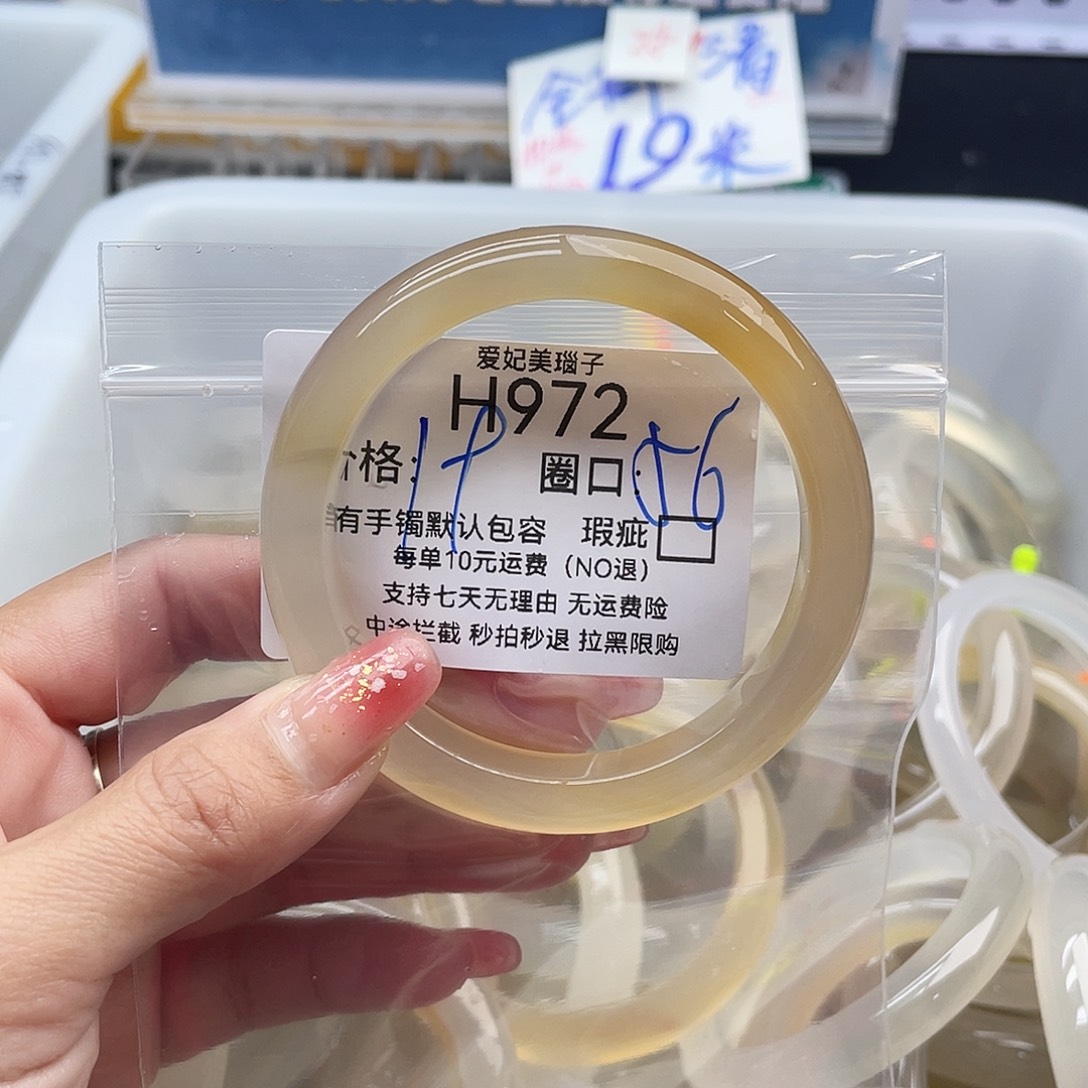 19米
爱妃美瑙子
H972
格: 19 圈口: 56
有手镯默认包容 瑕疵
每单10元运费（NO退）
支持七天无理由 无运费险
中途拦截 秒拍秒退 拉黑限购